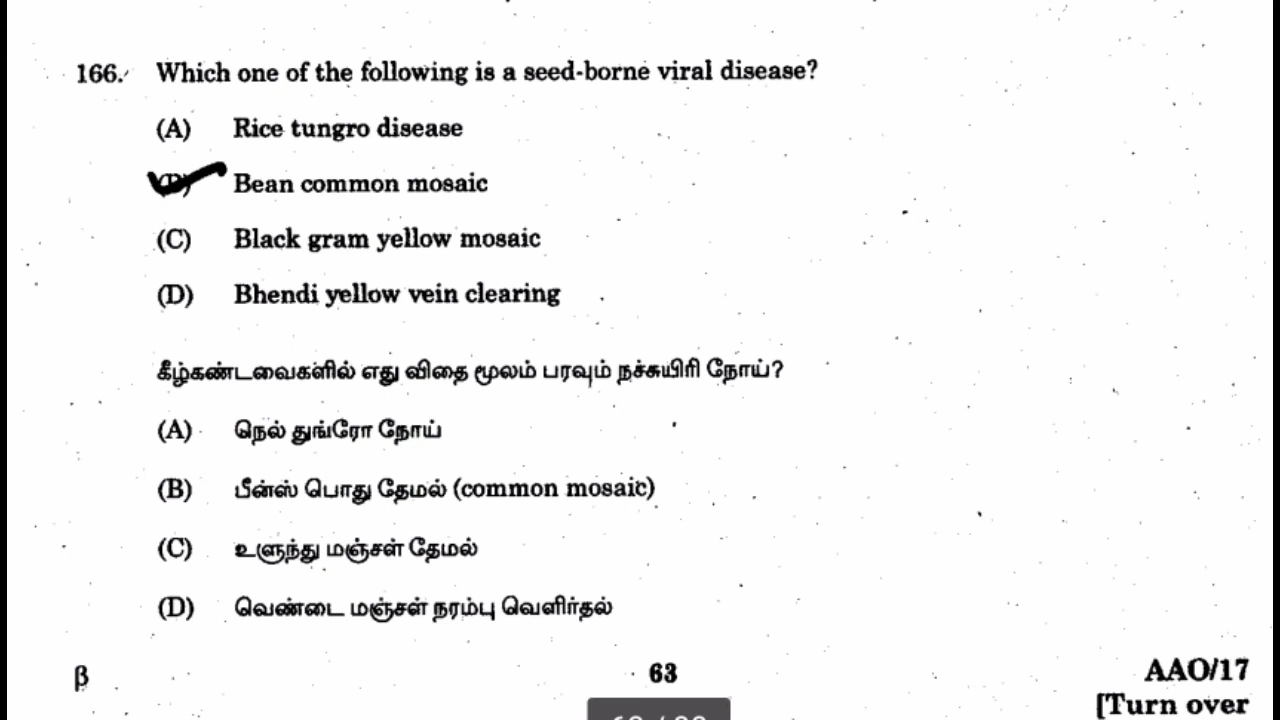 166. Which one of the following is a seed-borne viral disease?
(A) Rice tungro disease
(B) Bean common mosaic
(C) Black gram yellow mosaic
(D) Bhendi yellow vein clearing
கீழ்கண்டவைகளில் எது விதை மூலம் பரவும் நச்சுயிரி நோய்?
(A) நெல் துங்ரோ நோய்
(B) பீன்ஸ் பொது தேமல் (common mosaic)
(C) உளுந்து மஞ்சள் தேமல்
(D) வெண்டை மஞ்சள் நரம்பு வெளிர்தல்
β 63 AAO/17
[Turn over